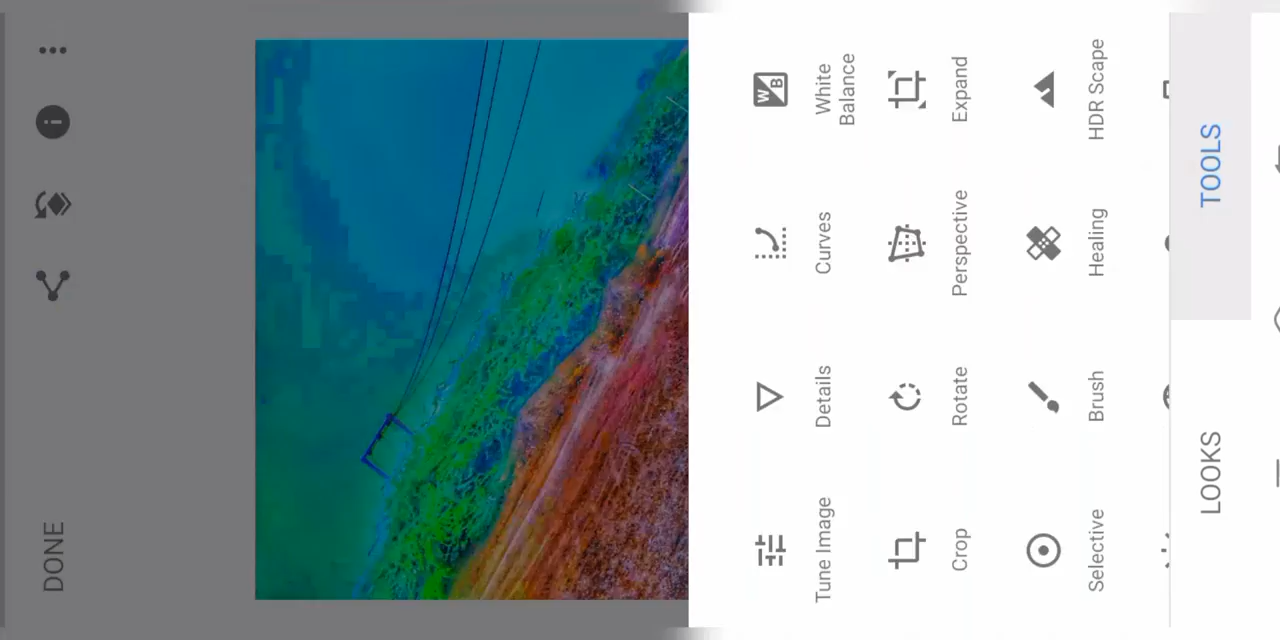 DONE
Tune Image
Details
Curves
White
Balance
Crop
Rotate
Perspective
Expand
Selective
Brush
Healing
HDR Scape
LOOKS
TOOLS